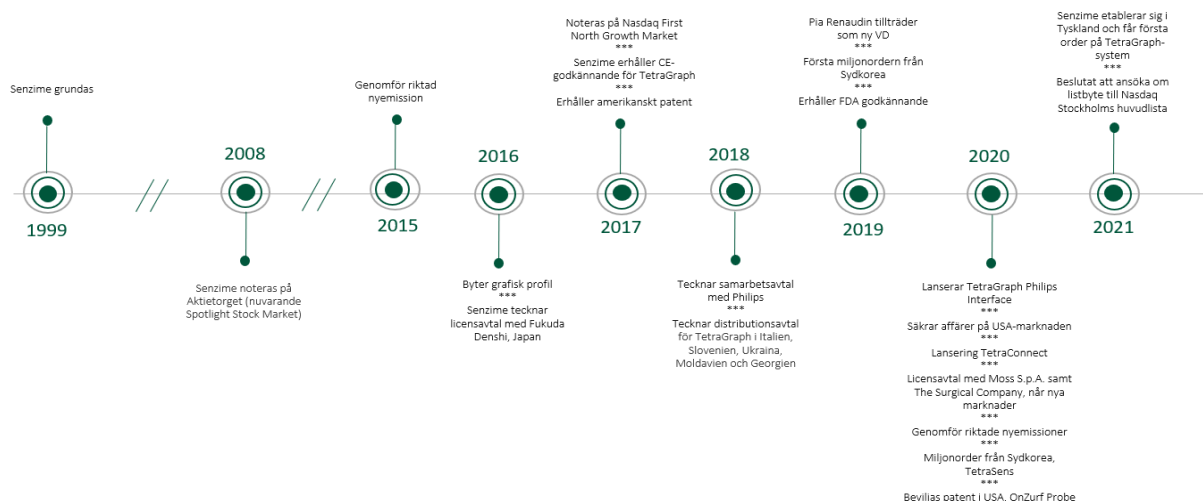 Senzime grundas
1999
2008
Senzime noteras på
Aktietorget (nuvarande
Spotlight Stock Market)
Genomför riktad
nyemission
2015
2016
Byter grafisk profil
***
Senzime tecknar
licensavtal med Fukuda
Denshi, Japan
Noteras på Nasdaq First
North Growth Market
***
Senzime erhåller CE-
godkännande för TetraGraph
***
Erhåller amerikanskt patent
2017
2018
Tecknar samarbetsavtal
med Philips
***
Tecknar distributionsavtal
för TetraGraph i Italien,
Slovenien, Ukraina,
Moldavien och Georgien
Pia Renaudin tillträder
som ny VD
***
Första miljonordern från
Sydkorea
***
Erhåller FDA godkännande
2019
2020
Lanserar TetraGraph Philips
Interface
***
Säkrar affärer på USA-marknaden
***
Lansering TetraConnect
***
Licensavtal med Moss S.p.A. samt
The Surgical Company, når nya
marknader
***
Genomför riktade nyemissioner
***
Miljonorder från Sydkorea,
TetraSens
***
Beviljas patent i USA, OnZurf Probe
Senzime etablerar sig i
Tyskland och får första
order på TetraGraph-
system
***
Beslutat att ansöka om
listbyte till Nasdaq
Stockholms huvudlista
2021